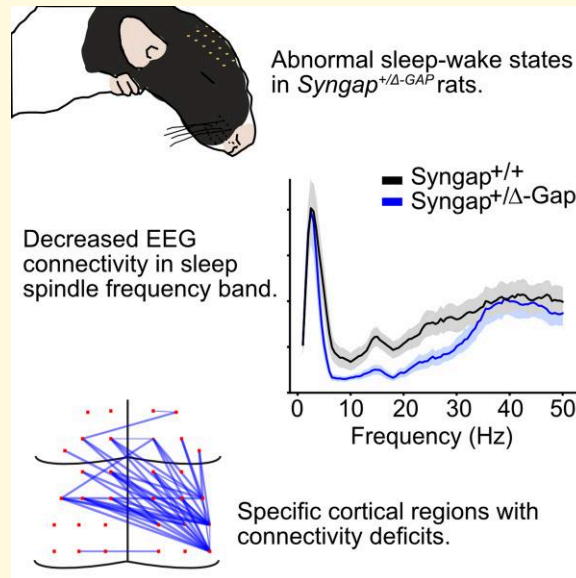 Abnormal sleep-wake states
in Syngap+/Δ-GAP rats.
Syngap+/+
Syngap+/Δ-Gap
Decreased EEG
connectivity in sleep
spindle frequency band.
0 10 20 30 40 50
Frequency (Hz)
Specific cortical regions with
connectivity deficits.